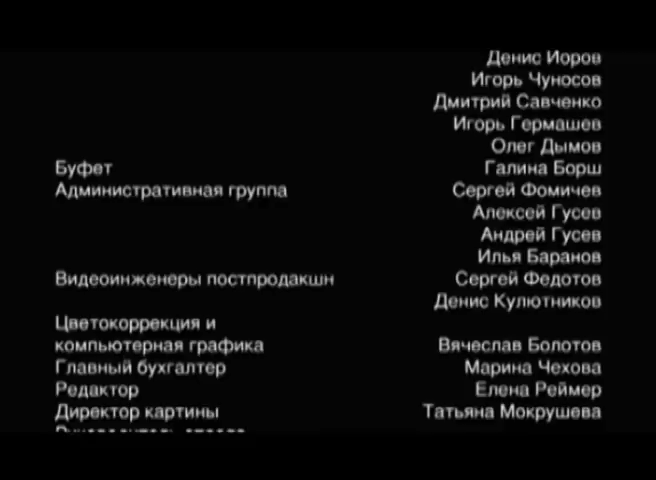 Денис Иоров
Игорь Чуносов
Дмитрий Савченко
Игорь Гермашев
Олег Дымов
Буфет Галина Борш
Административная группа Сергей Фомичев
Алексей Гусев
Андрей Гусев
Илья Баранов
Видеоинженеры постпродакшн Сергей Федотов
Денис Кулютников
Цветокоррекция и
компьютерная графика Вячеслав Болотов
Главный бухгалтер Марина Чехова
Редактор Елена Реймер
Директор картины Татьяна Мокрушева